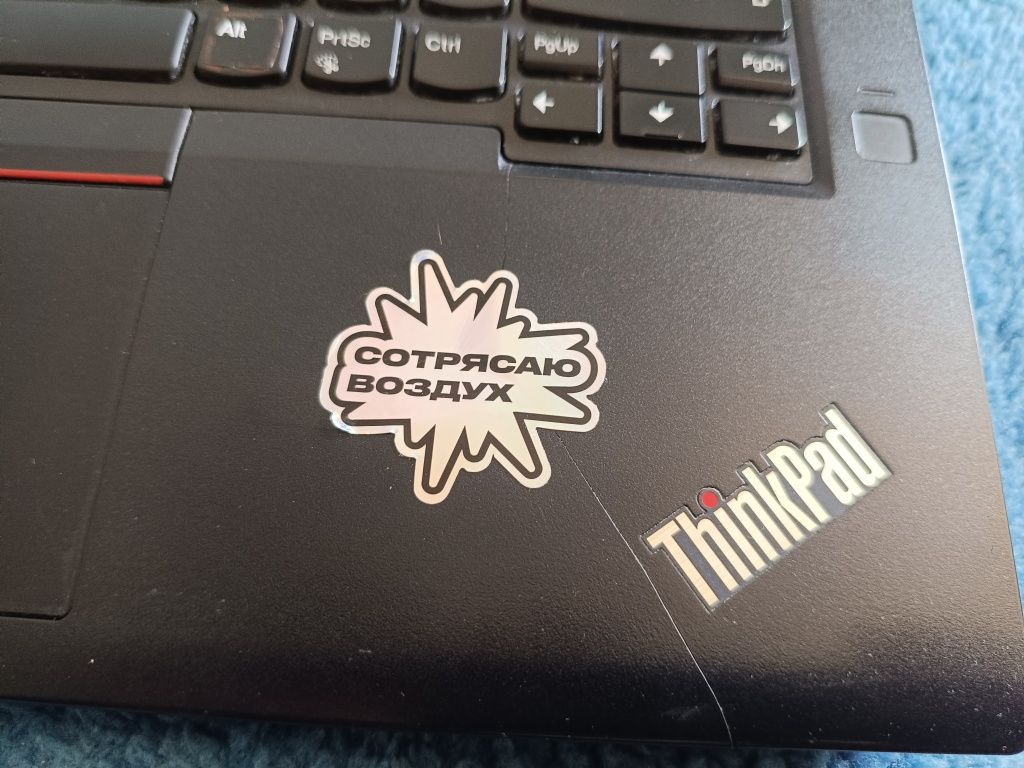 Alt
PrtSc
Ctrl
PgUp
PgDn
СОТРЯСАЮ
ВОЗДУХ
ThinkPad